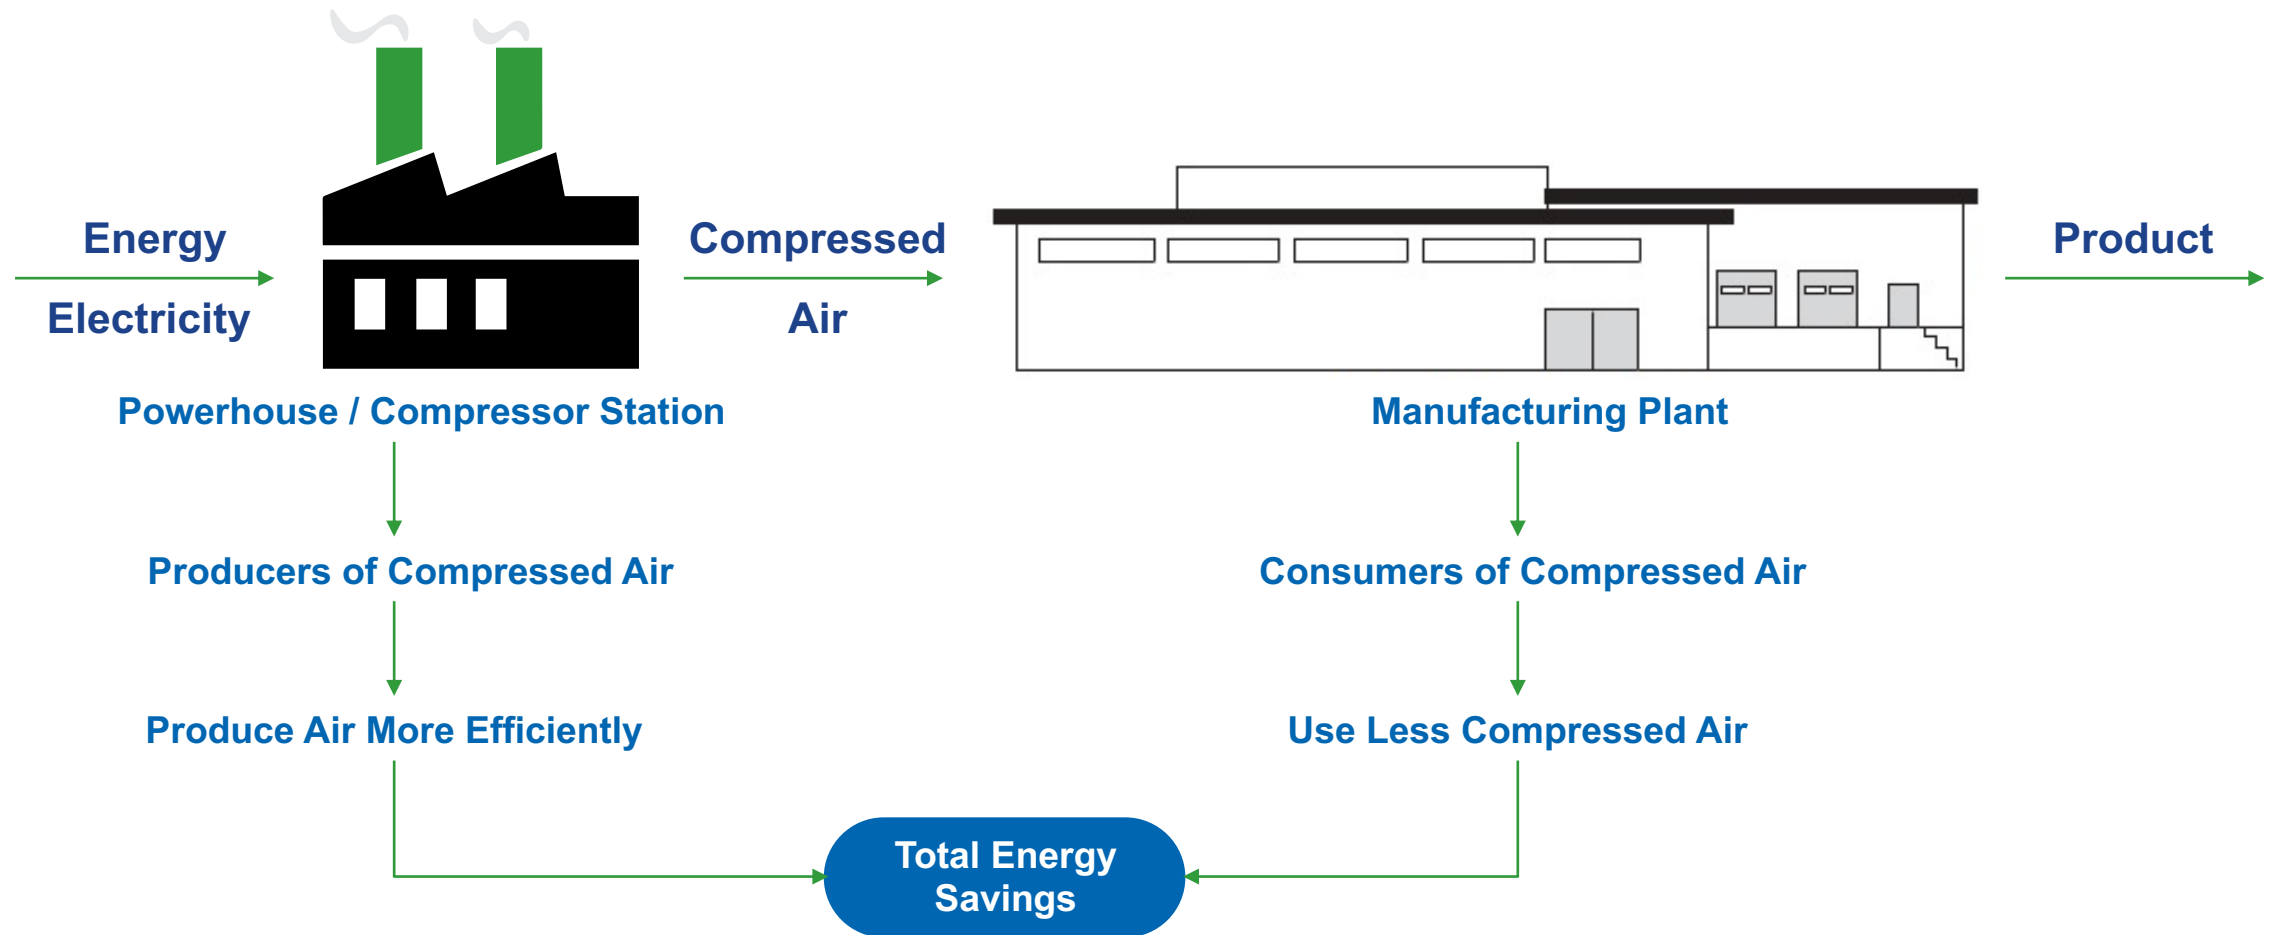 Energy
Electricity
Compressed
Air
Product
Powerhouse / Compressor Station
Manufacturing Plant
Producers of Compressed Air
Consumers of Compressed Air
Produce Air More Efficiently
Use Less Compressed Air
Total Energy
Savings